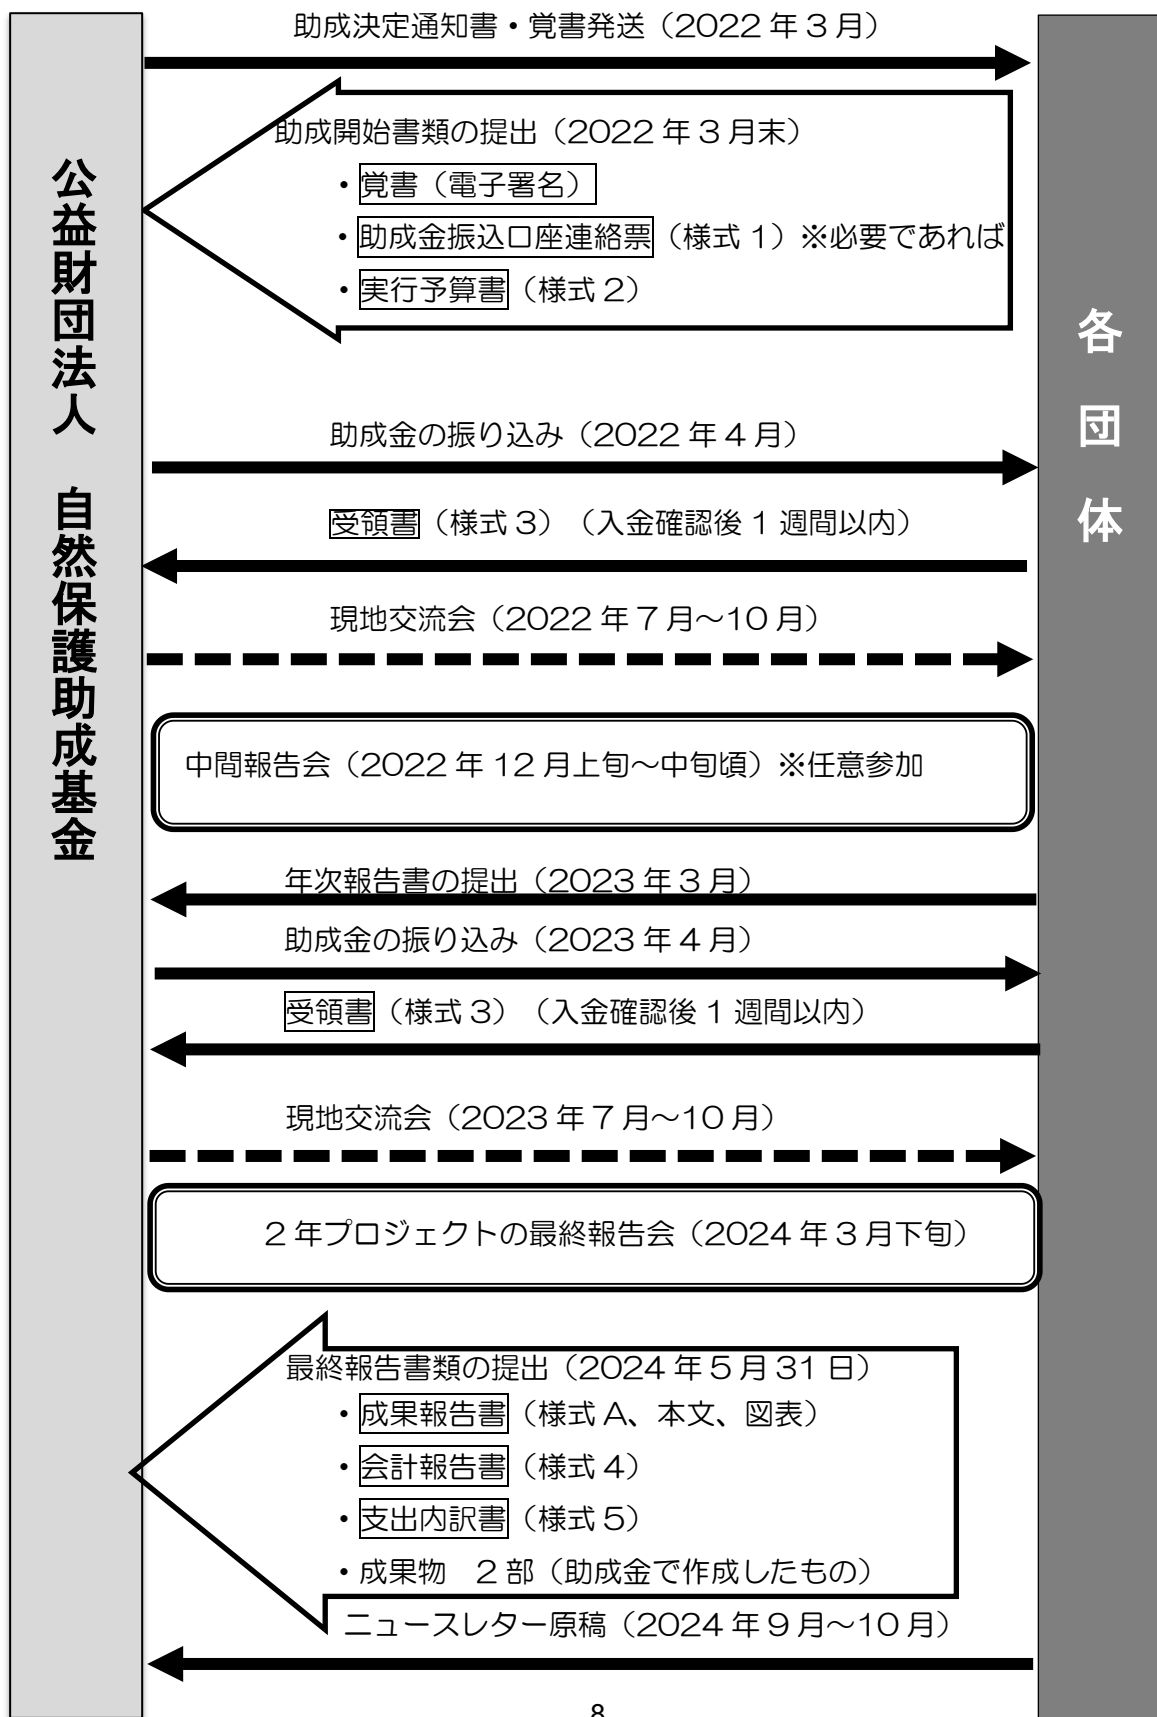 公益財団法人　自然保護助成基金
各団体
助成決定通知書・覚書発送（2022年3月）
助成開始書類の提出（2022年3月末）
・覚書（電子署名）
・助成金振込口座連絡票（様式1）※必要であれば
・実行予算書（様式2）
助成金の振り込み（2022年4月）
受領書（様式3）（入金確認後1週間以内）
現地交流会（2022年7月～10月）
中間報告会（2022年12月上旬～中旬頃）※任意参加
年次報告書の提出（2023年3月）
助成金の振り込み（2023年4月）
受領書（様式3）（入金確認後1週間以内）
現地交流会（2023年7月～10月）
2年プロジェクトの最終報告会（2024年3月下旬）
最終報告書類の提出（2024年5月31日）
・成果報告書（様式A、本文、図表）
・会計報告書（様式4）
・支出内訳書（様式5）
・成果物　2部（助成金で作成したもの）
ニュースレター原稿（2024年9月～10月）
8